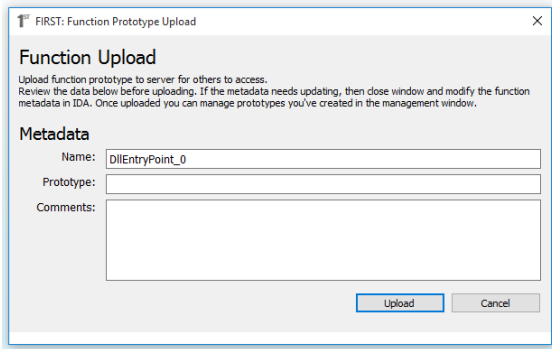 1ST FIRST: Function Prototype Upload
Function Upload
Upload function prototype to server for others to access.
Review the data below before uploading. If the metadata needs updating, then close window and modify the function
metadata in IDA. Once uploaded you can manage prototypes you've created in the management window.
Metadata
Name: DllEntryPoint_0
Prototype:
Comments:
Upload Cancel